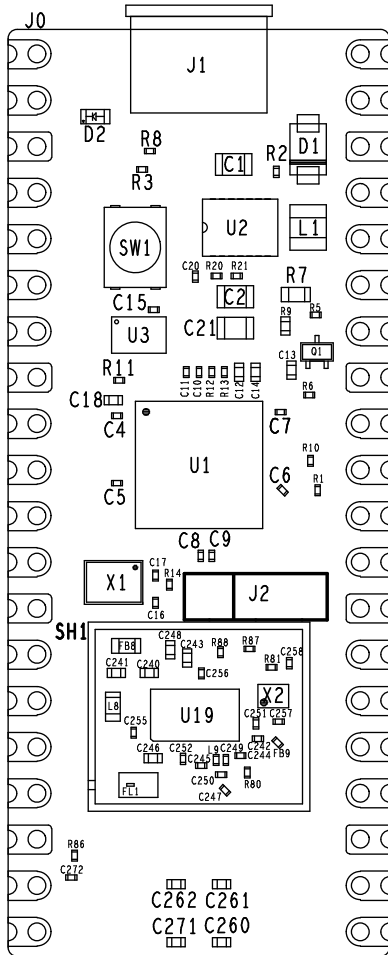 J0
J1
D2
R8
R3
C1
R2
D1
SW1
U2
L1
C20 R20 R21
R7
C15
C2
U3
C21
R9
R5
Q1
R11
C18
C11 C10 R12 R13 C12 C14
C13
R6
C4
C7
U1
R10
C5
C6
R1
C8 C9
C17
X1
R14
J2
C16
SH1
FB8
C248
C243
R88
R87
C258
C241 C240
C256
R81
L8
U19
X2
C255
C251 C257
C246
C252
C245
L9 C249
C242
C244
FB9
FL1
C250
R80
C247
R86
C272
C262 C261
C271 C260